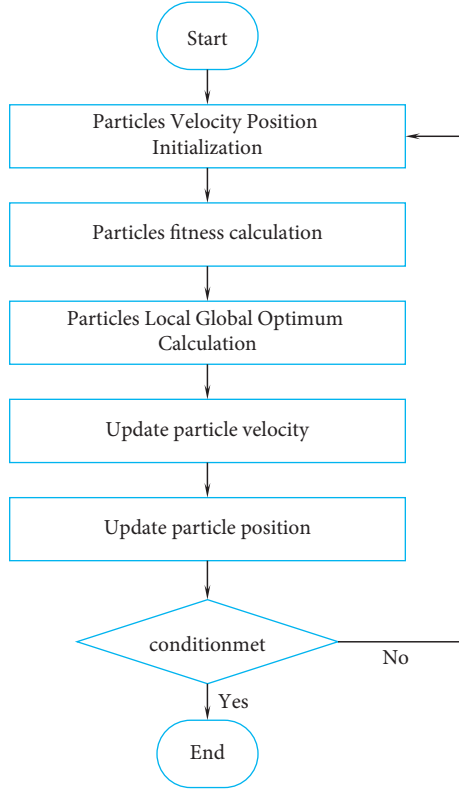 Start
Particles Velocity Position
Initialization
Particles fitness calculation
Particles Local Global Optimum
Calculation
Update particle velocity
Update particle position
conditionmet
No
Yes
End